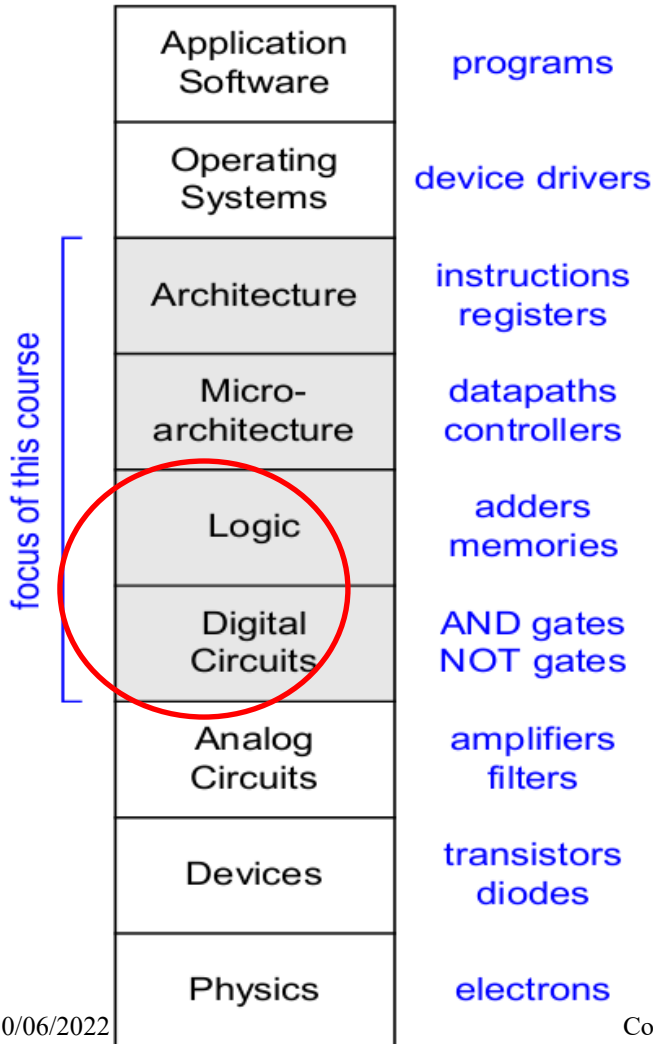 Application
Software
programs
Operating
Systems
device drivers
focus of this course
Architecture
instructions
registers
Micro-
architecture
datapaths
controllers
Logic
adders
memories
Digital
Circuits
AND gates
NOT gates
Analog
Circuits
amplifiers
filters
Devices
transistors
diodes
Physics
electrons
0/06/2022
Co